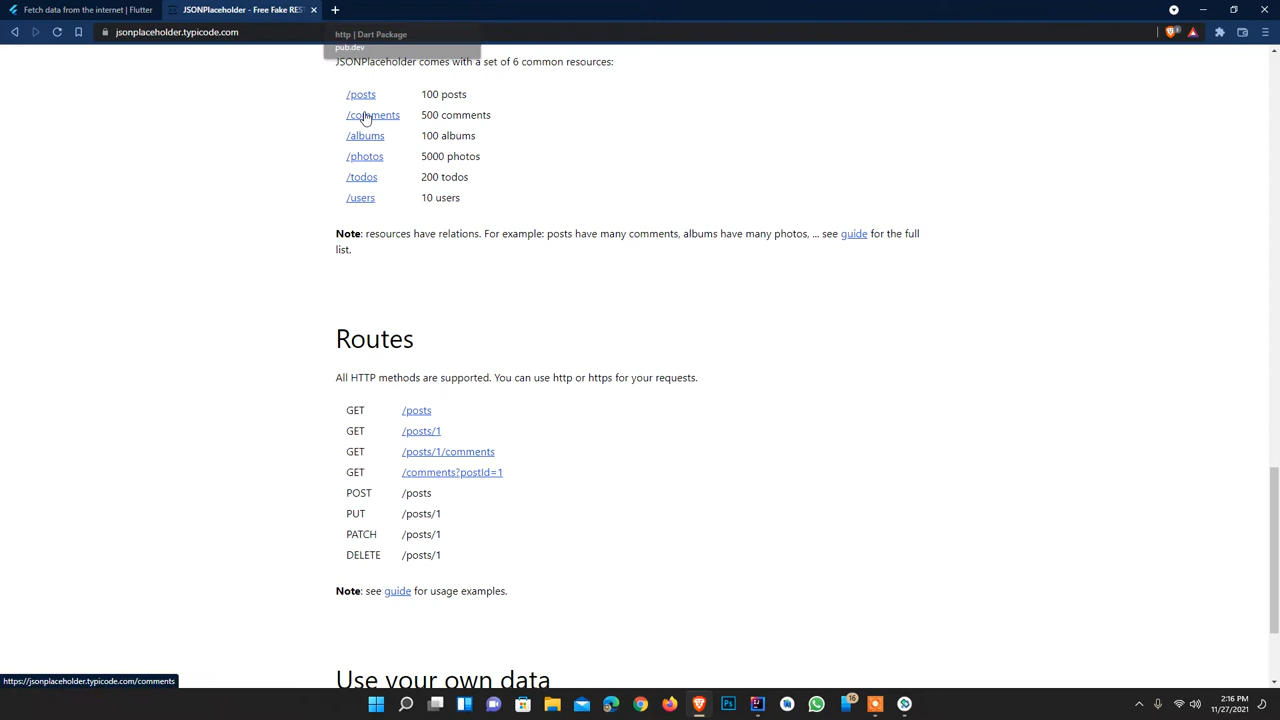 Fetch data from the internet | Flutter
JSONPlaceholder - Free Fake RES
jsonplaceholder.typicode.com
http | Dart Package
pub.dev
JSONPlaceholder comes with a set of 6 common resources:
/posts 100 posts
/comments 500 comments
/albums 100 albums
/photos 5000 photos
/todos 200 todos
/users 10 users
Note: resources have relations. For example: posts have many comments, albums have many photos, ... see guide for the full
list.
Routes
All HTTP methods are supported. You can use http or https for your requests.
GET /posts
GET /posts/1
GET /posts/1/comments
GET /comments?postId=1
POST /posts
PUT /posts/1
PATCH /posts/1
DELETE /posts/1
Note: see guide for usage examples.
Use your own data
https://jsonplaceholder.typicode.com/comments
16
2:16 PM
11/27/2021